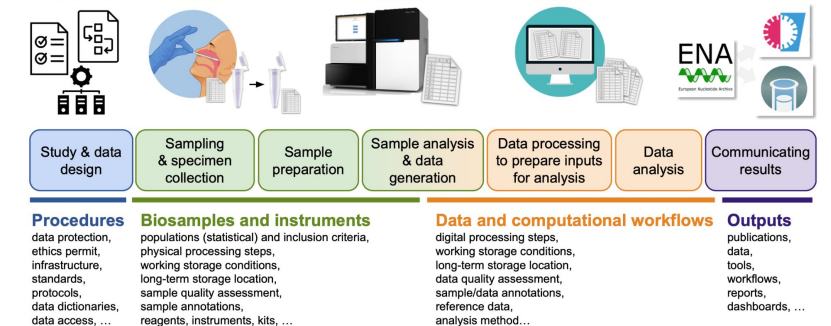 ENA
European Nucleotide Archive
Study & data
design
Sampling
& specimen
collection
Sample
preparation
Sample analysis
& data
generation
Data processing
to prepare inputs
for analysis
Data
analysis
Communicating
results
Procedures
data protection,
ethics permit,
infrastructure,
standards,
protocols,
data dictionaries,
data access, ...
Biosamples and instruments
populations (statistical) and inclusion criteria,
physical processing steps,
working storage conditions,
long-term storage location,
sample quality assessment,
sample annotations,
reagents, instruments, kits, ...
Data and computational workflows
digital processing steps,
working storage conditions,
long-term storage location,
data quality assessment,
sample/data annotations,
reference data,
analysis method...
Outputs
publications,
data,
tools,
workflows,
reports,
dashboards, ...